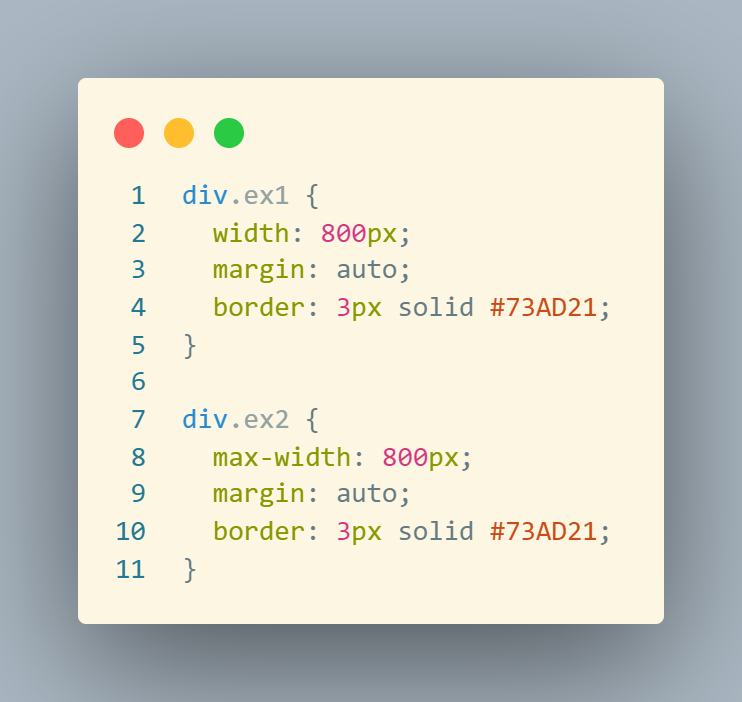 1 div.ex1 {
2   width: 800px;
3   margin: auto;
4   border: 3px solid #73AD21;
5 }
6
7 div.ex2 {
8   max-width: 800px;
9   margin: auto;
10   border: 3px solid #73AD21;
11 }